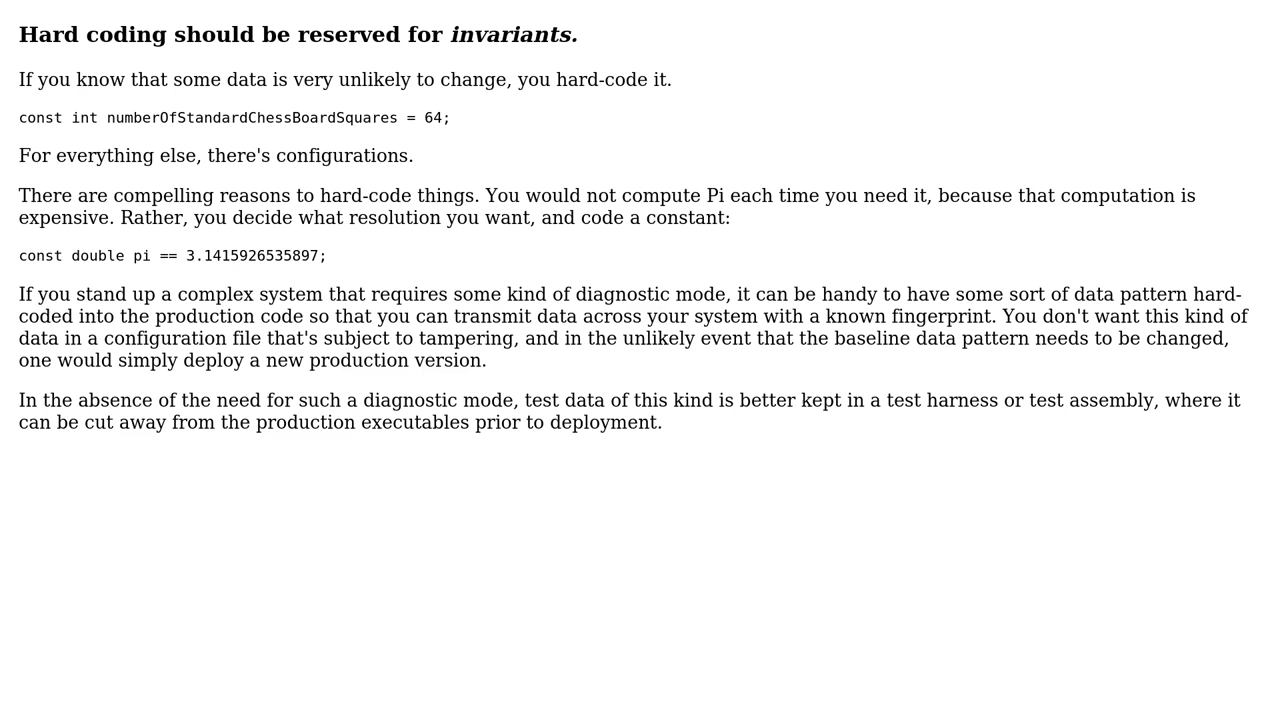 Hard coding should be reserved for invariants.
If you know that some data is very unlikely to change, you hard-code it.
const int numberOfStandardChessBoardSquares = 64;
For everything else, there's configurations.
There are compelling reasons to hard-code things. You would not compute Pi each time you need it, because that computation is
expensive. Rather, you decide what resolution you want, and code a constant:
const double pi == 3.1415926535897;
If you stand up a complex system that requires some kind of diagnostic mode, it can be handy to have some sort of data pattern hard-
coded into the production code so that you can transmit data across your system with a known fingerprint. You don't want this kind of
data in a configuration file that's subject to tampering, and in the unlikely event that the baseline data pattern needs to be changed,
one would simply deploy a new production version.
In the absence of the need for such a diagnostic mode, test data of this kind is better kept in a test harness or test assembly, where it
can be cut away from the production executables prior to deployment.